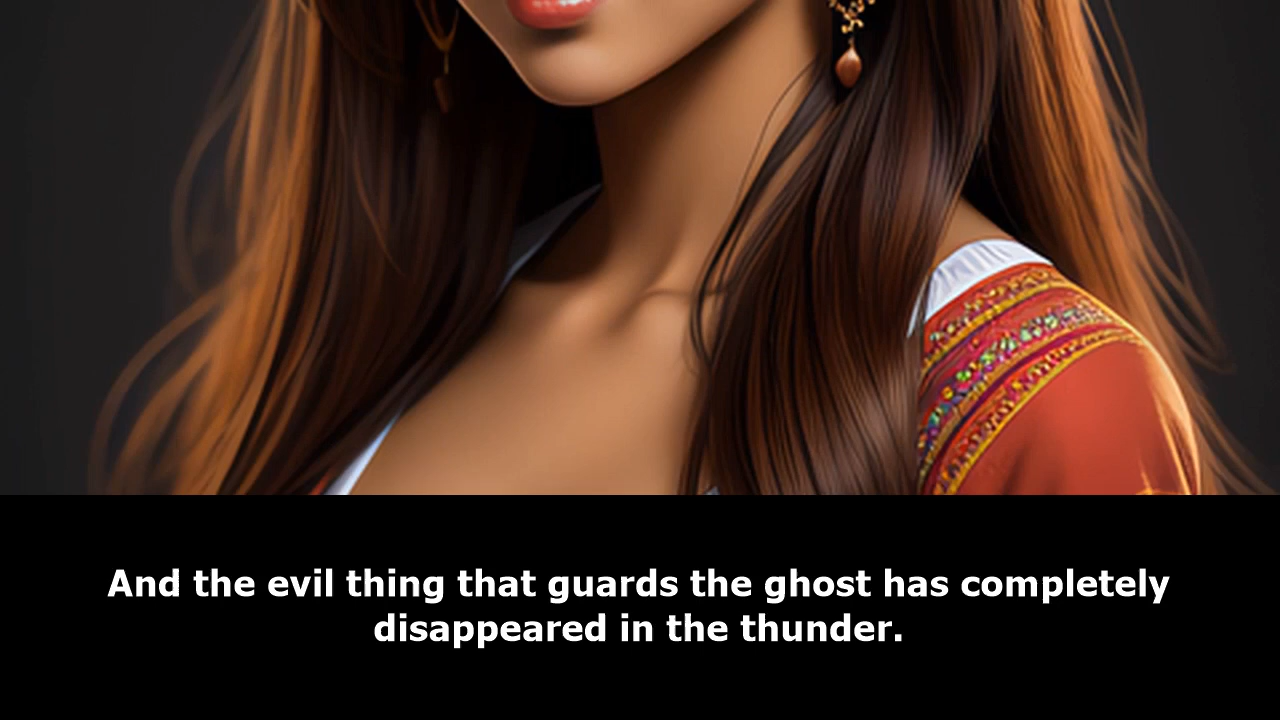 And the evil thing that guards the ghost has completely
disappeared in the thunder.